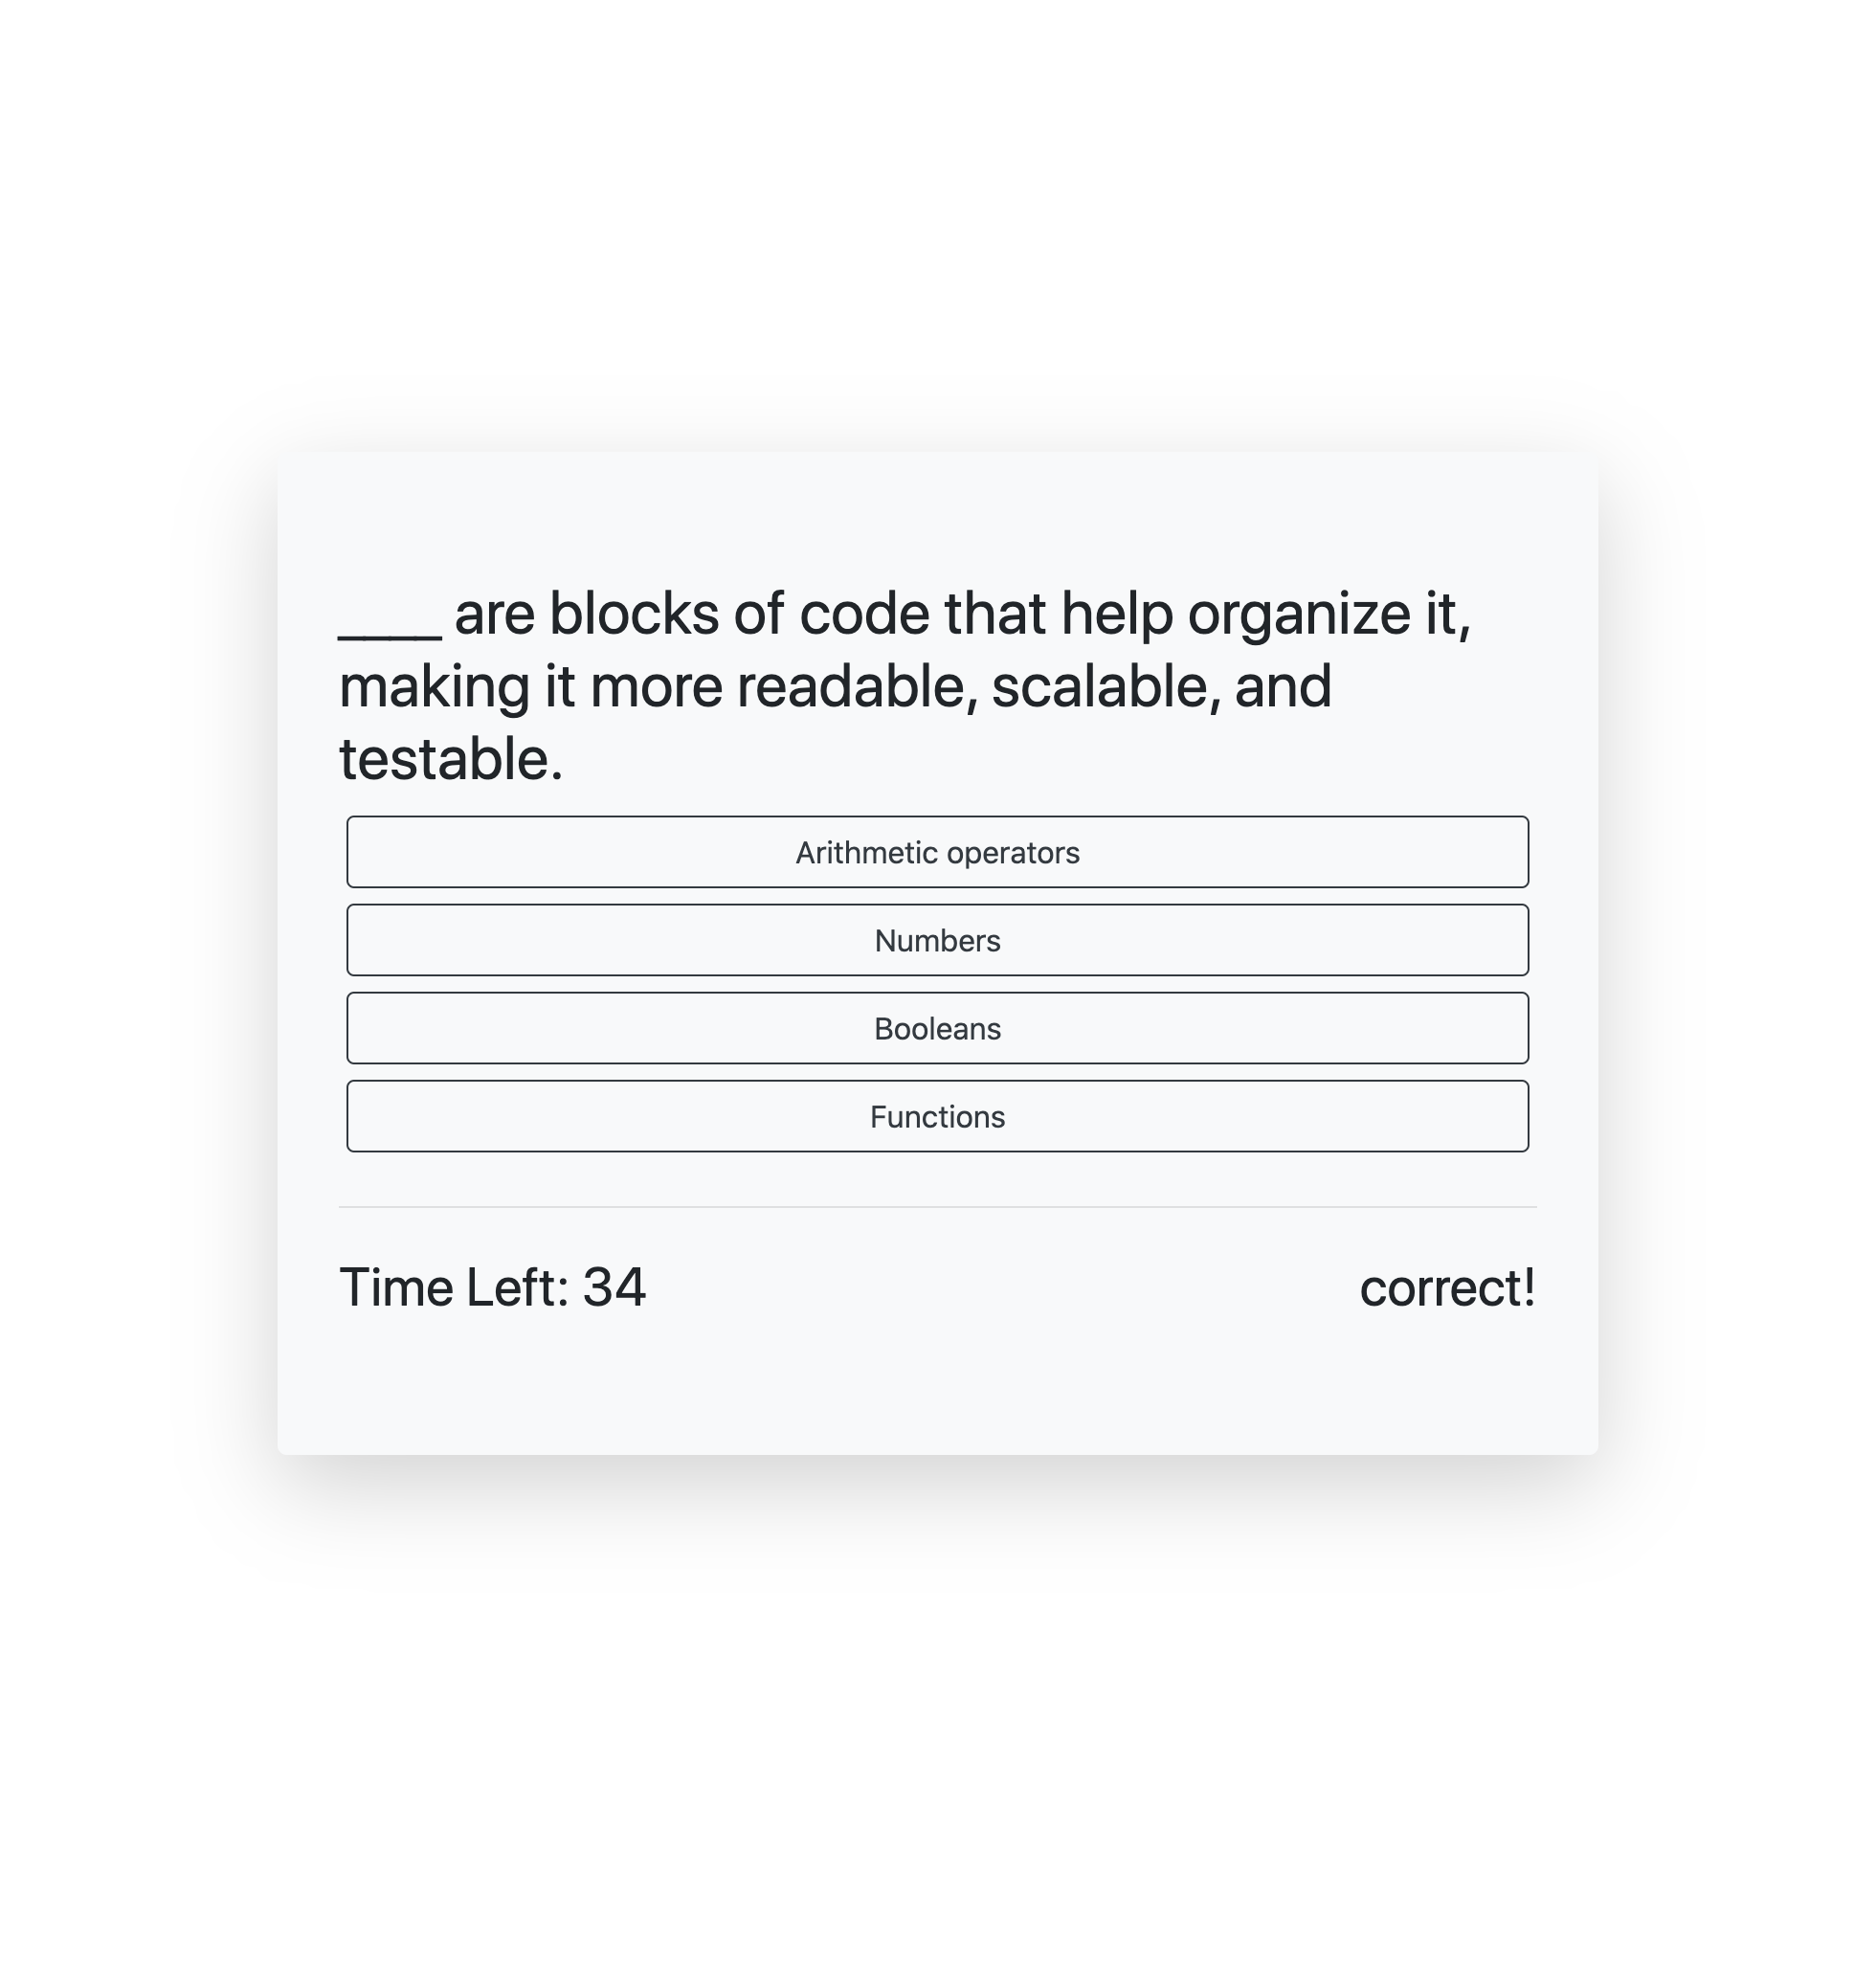 ____ are blocks of code that help organize it,
making it more readable, scalable, and
testable.
Arithmetic operators
Numbers
Booleans
Functions
Time Left: 34
correct!